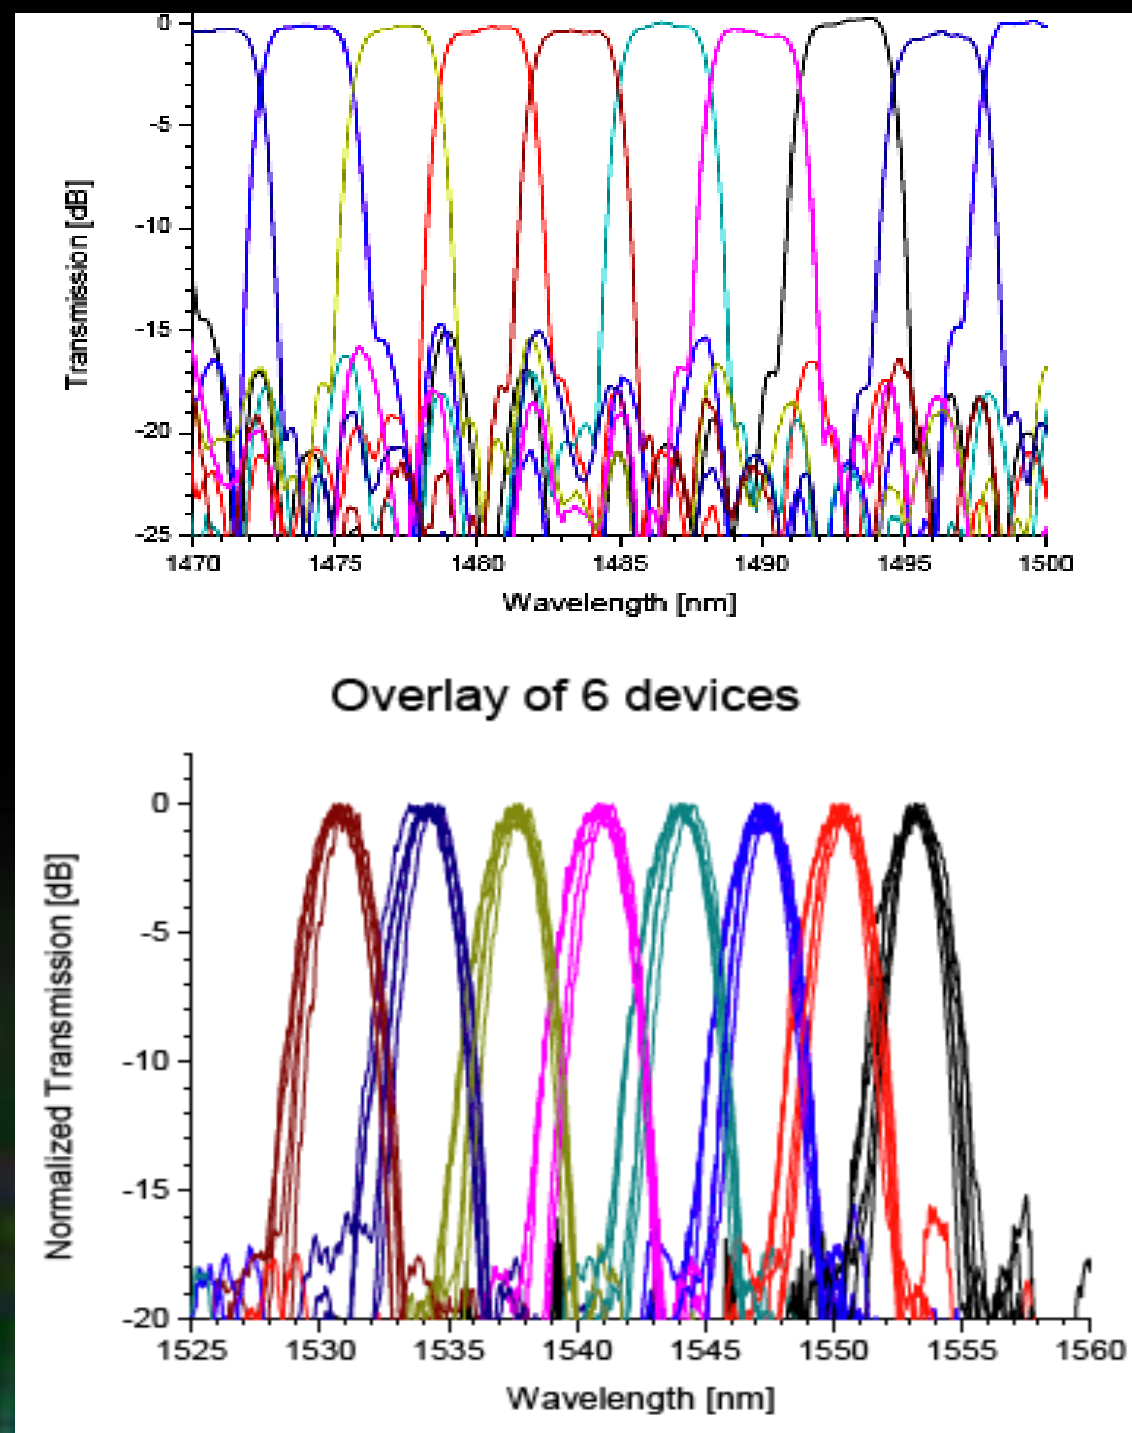 0
-5
-10
-15
-20
-25
Transmission [dB]
1470 1475 1480 1485 1490 1495 1500
Wavelength [nm]
Overlay of 6 devices
0
-5
-10
-15
-20
Normalized Transmission [dB]
1525 1530 1535 1540 1545 1550 1555 1560
Wavelength [nm]